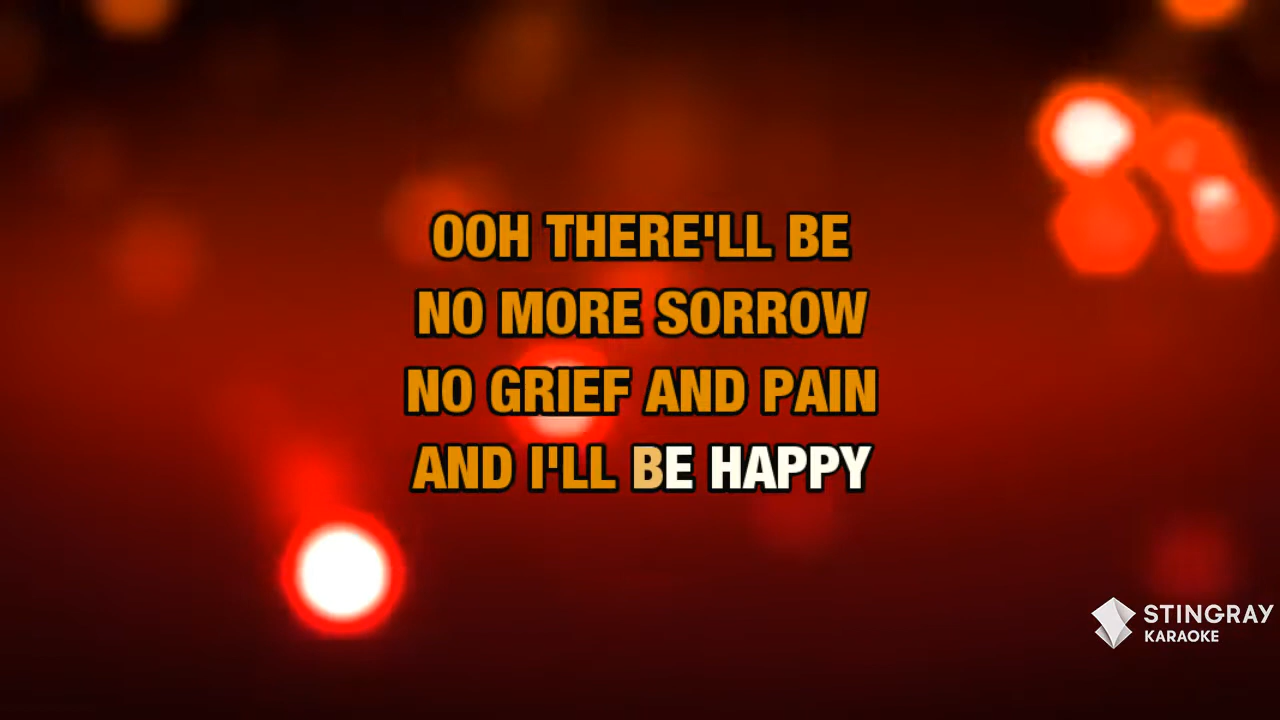 OOH THERE'LL BE
NO MORE SORROW
NO GRIEF AND PAIN
AND I'LL BE HAPPY
STINGRAY
KARAOKE